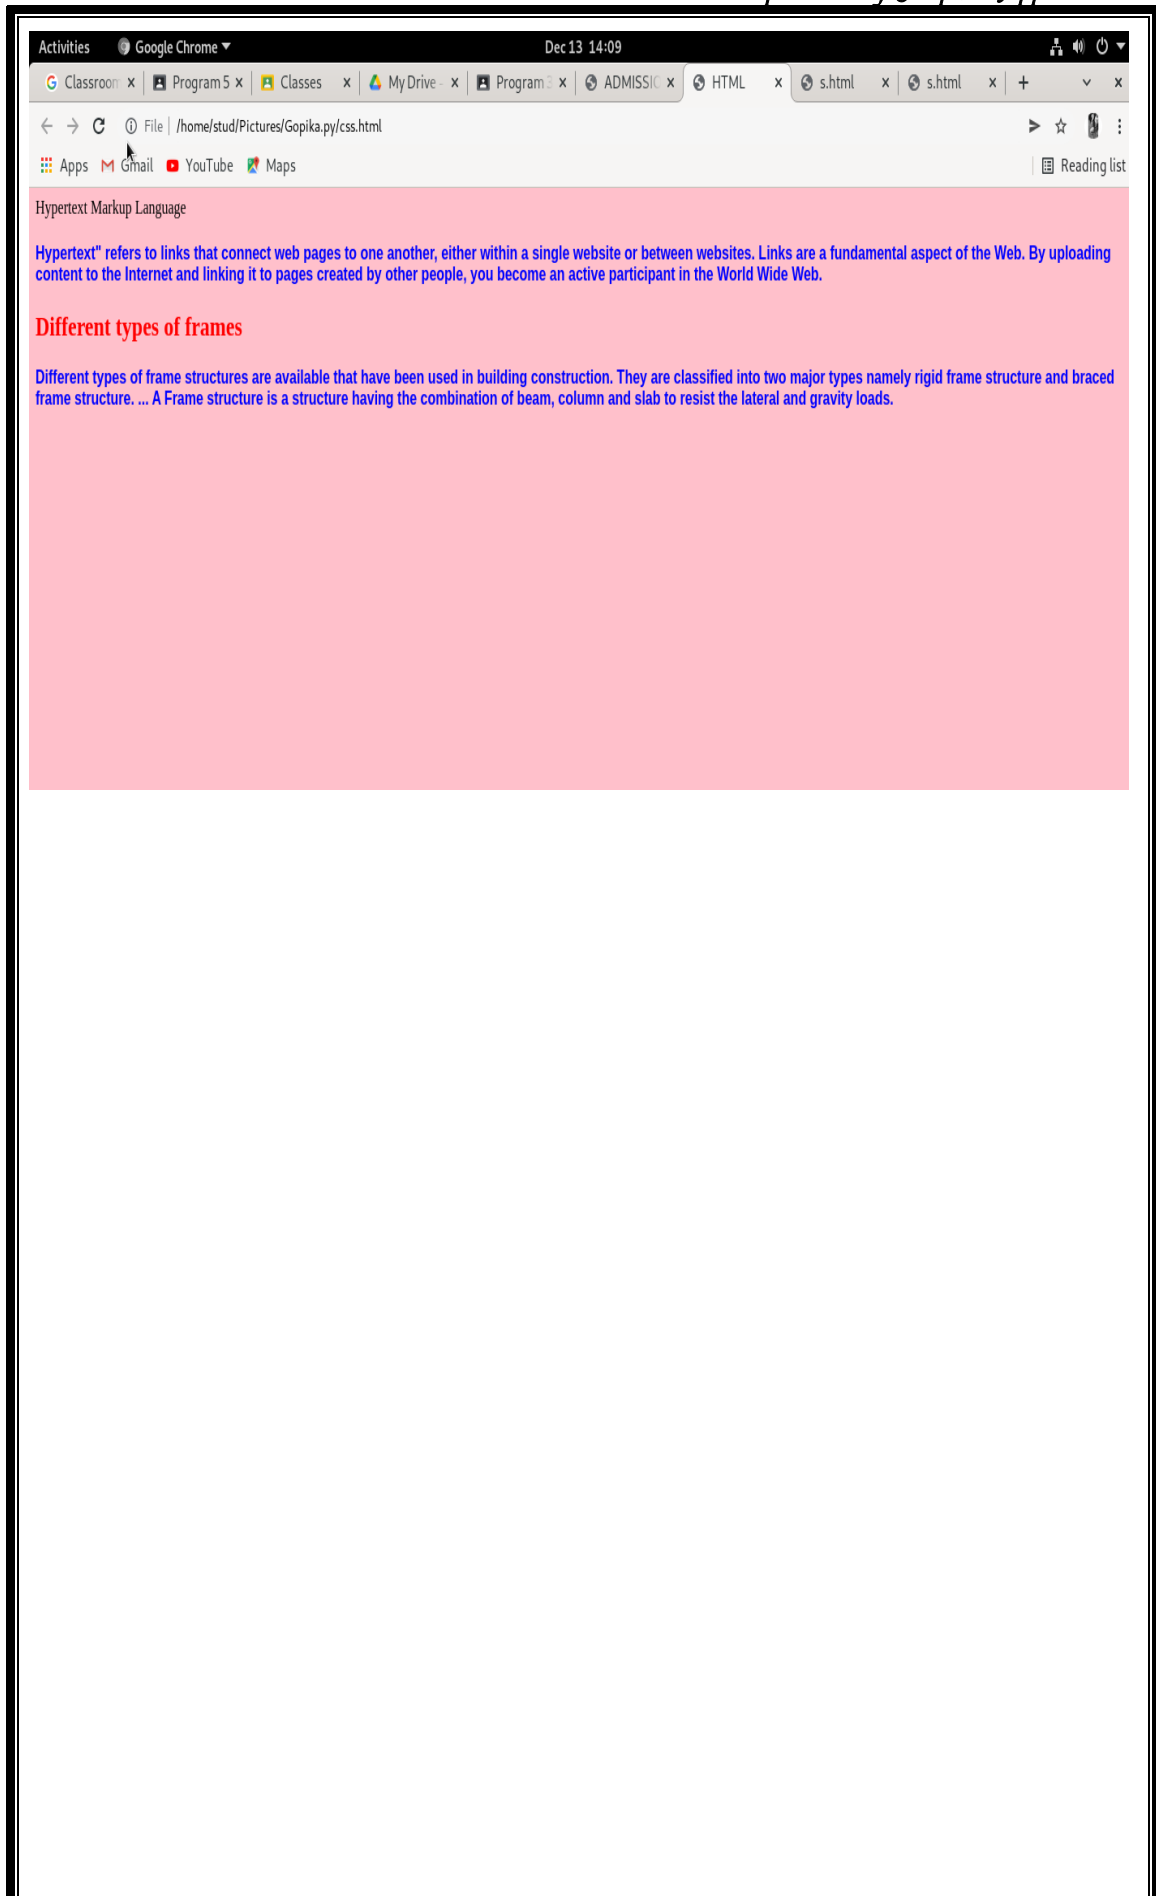 Activities Google Chrome Dec 13 14:09
Classroom Program 5 Classes My Drive - Program 3 ADMISSIC HTML s.html s.html
File /home/stud/Pictures/Gopika.py/css.html
Apps Gmail YouTube Maps Reading list
Hypertext Markup Language
Hypertext" refers to links that connect web pages to one another, either within a single website or between websites. Links are a fundamental aspect of the Web. By uploading
content to the Internet and linking it to pages created by other people, you become an active participant in the World Wide Web.
Different types of frames
Different types of frame structures are available that have been used in building construction. They are classified into two major types namely rigid frame structure and braced
frame structure. ... A Frame structure is a structure having the combination of beam, column and slab to resist the lateral and gravity loads.